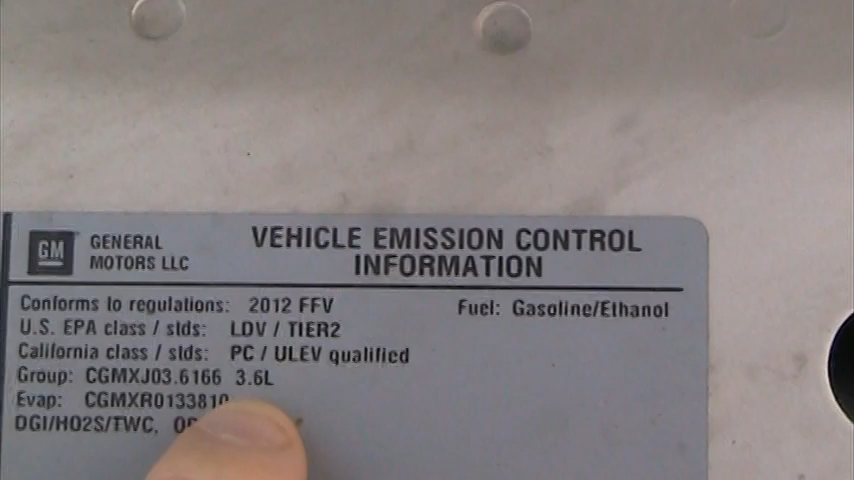 GM GENERAL
MOTORS LLC
VEHICLE EMISSION CONTROL
INFORMATION
Conforms to regulations: 2012 FFV
Fuel: Gasoline/Ethanol
U.S. EPA class / stds: LDV / TIER2
California class / stds: PC / ULEV qualified
Group: CGMXJ03.6166 3.6L
Evap: CGMXR0133810
DGI/HO2S/TWC,